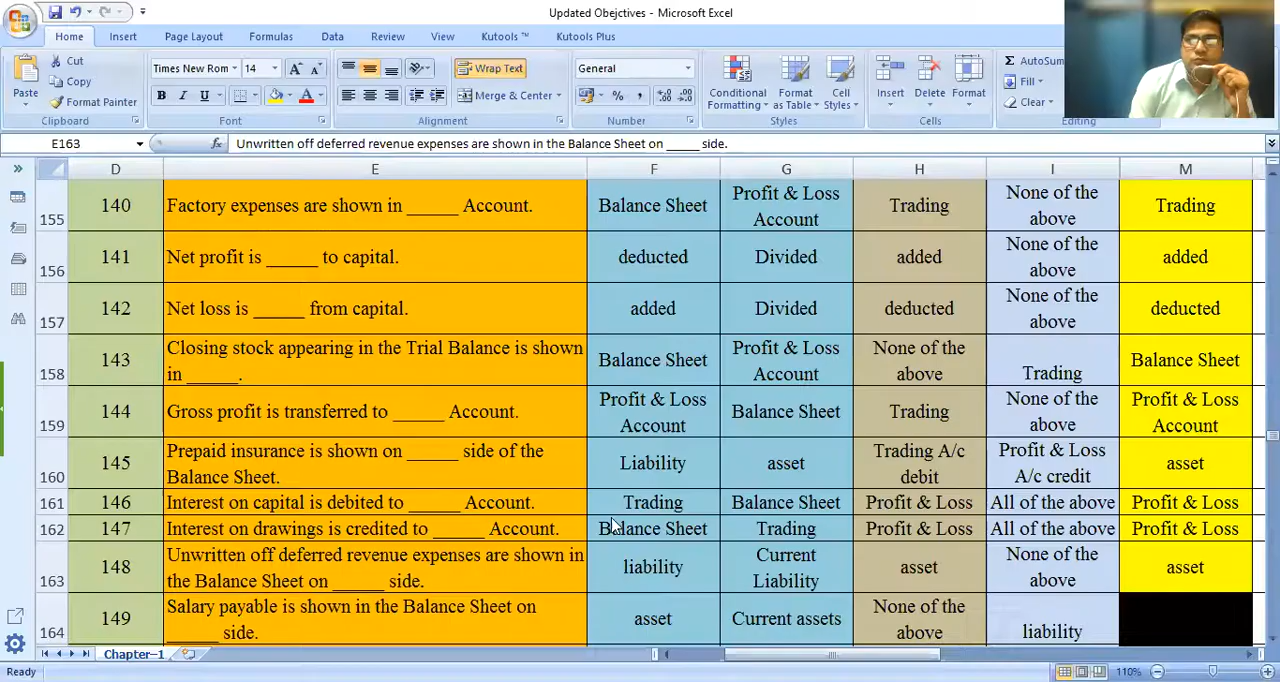 Updated Obejctives - Microsoft Excel
Home Insert Page Layout Formulas Data Review View Kutools ™ Kutools Plus
Paste
Cut
Copy
Format Painter
Clipboard
Times New Rom 14
B I U
Font
Wrap Text
Merge & Center
Alignment
General
Number
Conditional Formatting
Format as Table
Cell Styles
Styles
Insert
Delete
Format
Cells
Σ AutoSum
Fill
Clear
Editing
E163
fx
Unwritten off deferred revenue expenses are shown in the Balance Sheet on _____ side.
D E F G H I M
155 140 Factory expenses are shown in ______ Account. Balance Sheet Profit & Loss Account Trading None of the above Trading
156 141 Net profit is ______ to capital. deducted Divided added None of the above added
157 142 Net loss is ______ from capital. added Divided deducted None of the above deducted
158 143 Closing stock appearing in the Trial Balance is shown in ______. Balance Sheet Profit & Loss Account None of the above Trading Balance Sheet
159 144 Gross profit is transferred to ______ Account. Profit & Loss Account Balance Sheet Trading None of the above Profit & Loss Account
160 145 Prepaid insurance is shown on ______ side of the Balance Sheet. Liability asset Trading A/c debit Profit & Loss A/c credit asset
161 146 Interest on capital is debited to ______ Account. Trading Balance Sheet Profit & Loss All of the above Profit & Loss
162 147 Interest on drawings is credited to ______ Account. Balance Sheet Trading Profit & Loss All of the above Profit & Loss
163 148 Unwritten off deferred revenue expenses are shown in the Balance Sheet on ______ side. liability Current Liability asset None of the above asset
164 149 Salary payable is shown in the Balance Sheet on ______ side. asset Current assets None of the above liability
Chapter–1
Ready
110%